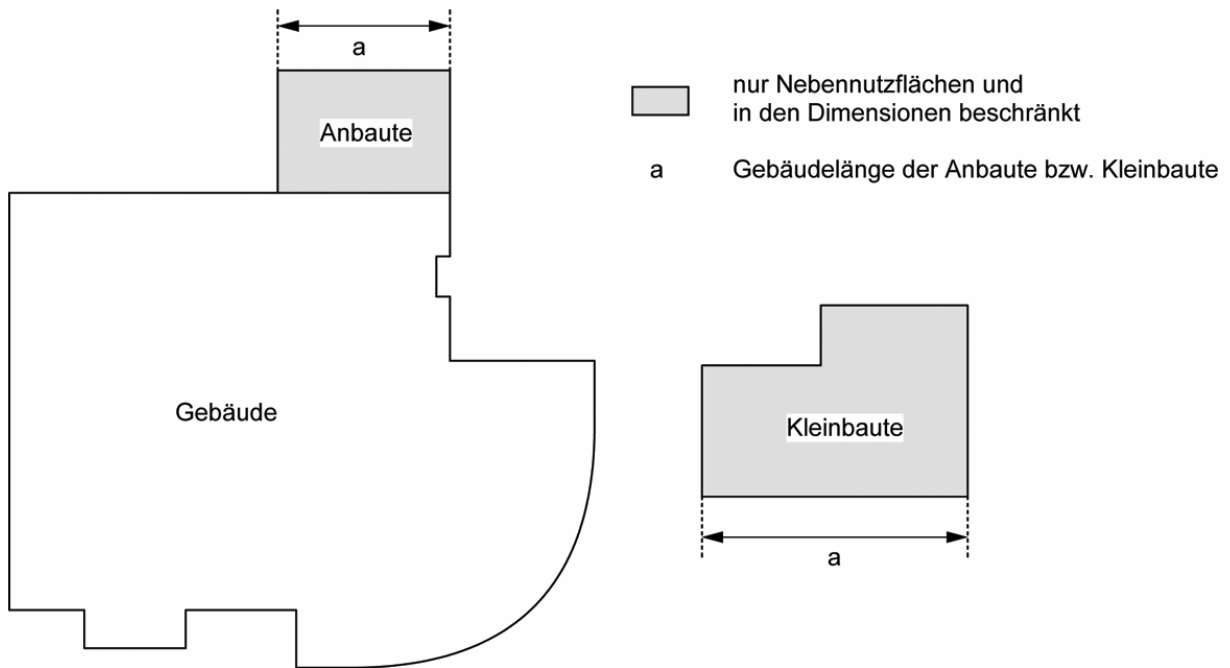 a
Anbaute
nur Nebennutzflächen und
in den Dimensionen beschränkt
a Gebäudelänge der Anbaute bzw. Kleinbaute
Gebäude
Kleinbaute
a